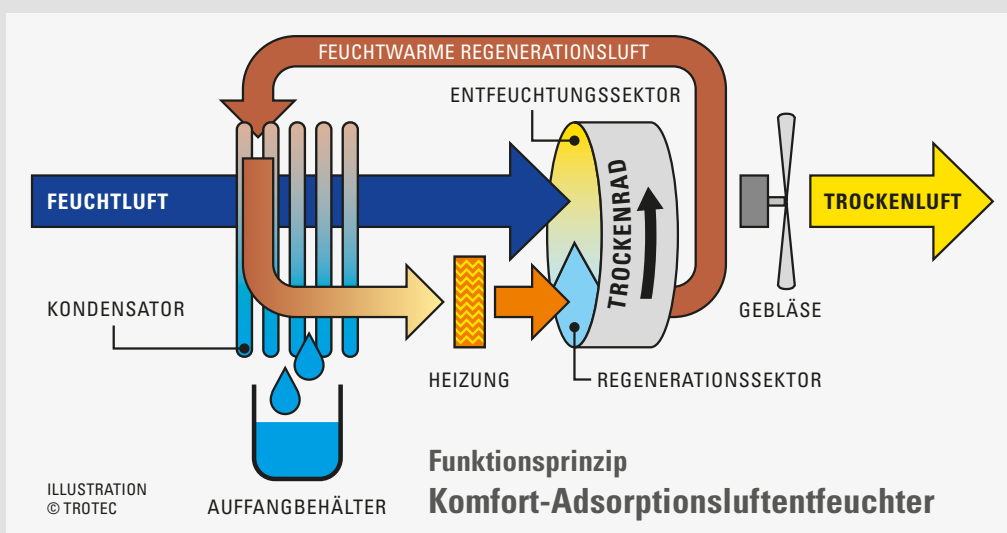 FEUCHTWARME REGENERATIONSLUFT
ENTFEUCHTUNGSSEKTOR
FEUCHTLUFT
TROCKENRAD
TROCKENLUFT
KONDENSATOR
GEBLÄSE
HEIZUNG
REGENERATIONSSEKTOR
AUFFANGBEHÄLTER
Funktionsprinzip
Komfort-Adsorptionsluftentfeuchter
ILLUSTRATION
© TROTEC